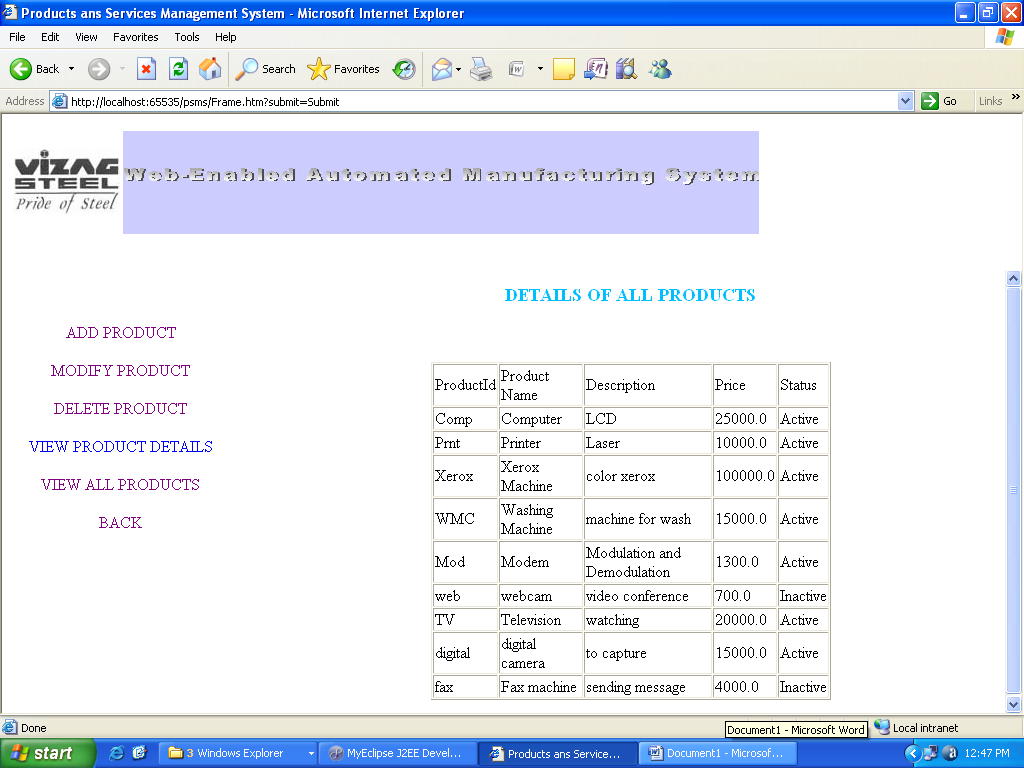 Products ans Services Management System - Microsoft Internet Explorer
File Edit View Favorites Tools Help
Back Search Favorites
Address http://localhost:65535/psms/Frame.htm?submit=Submit Go Links »
VIZAG
STEEL
Pride of Steel
Web-Enabled Automated Manufacturing System
DETAILS OF ALL PRODUCTS
ADD PRODUCT
MODIFY PRODUCT
DELETE PRODUCT
VIEW PRODUCT DETAILS
VIEW ALL PRODUCTS
BACK
ProductId Product Name Description Price Status
Comp Computer LCD 25000.0 Active
Prnt Printer Laser 10000.0 Active
Xerox Xerox Machine color xerox 100000.0 Active
WMC Washing Machine machine for wash 15000.0 Active
Mod Modem Modulation and Demodulation 1300.0 Active
web webcam video conference 700.0 Inactive
TV Television watching 20000.0 Active
digital digital camera to capture 15000.0 Active
fax Fax machine sending message 4000.0 Inactive
Done Document1 - Microsoft Word Local intranet
start 3 Windows Explorer MyEclipse J2EE Devel... Products ans Service... Document1 - Microsof... 12:47 PM